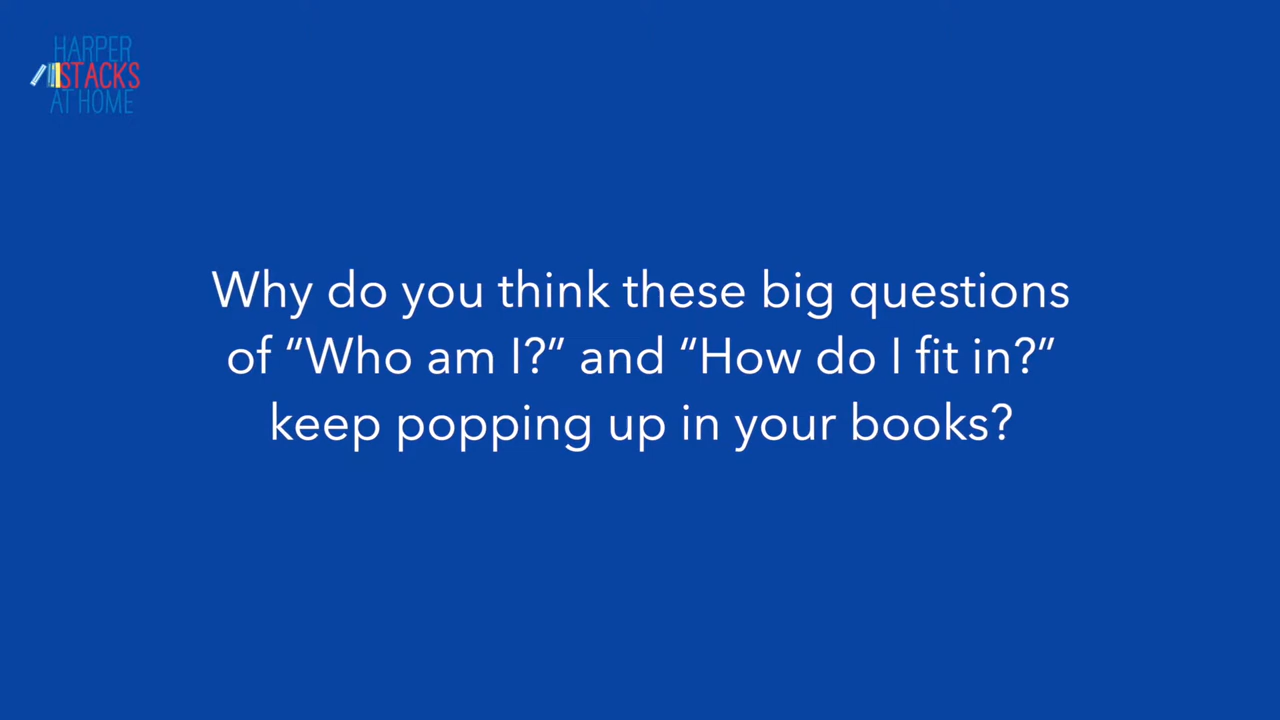 HARPER
STACKS
AT HOME
Why do you think these big questions
of “Who am I?” and “How do I fit in?”
keep popping up in your books?